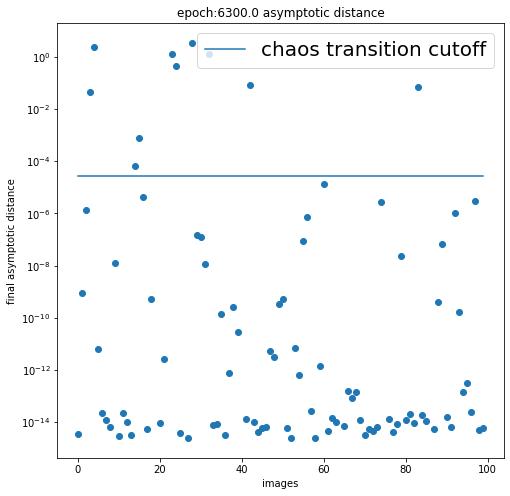 epoch:6300.0 asymptotic distance
chaos transition cutoff
final asymptotic distance
10^0
10^-2
10^-4
10^-6
10^-8
10^-10
10^-12
10^-14
0 20 40 60 80 100
images